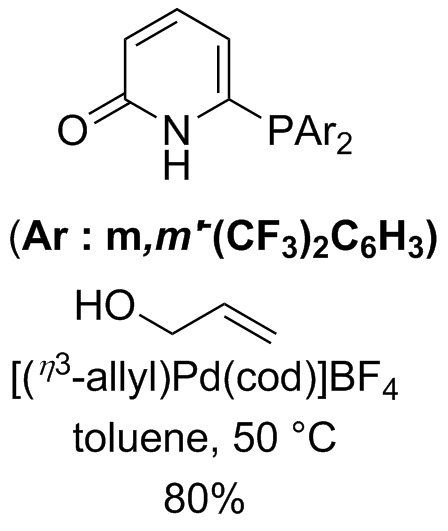 O N H PAr2
(Ar : m,m'-(CF3)2C6H3)
HO
[(η3-allyl)Pd(cod)]BF4
toluene, 50 °C
80%